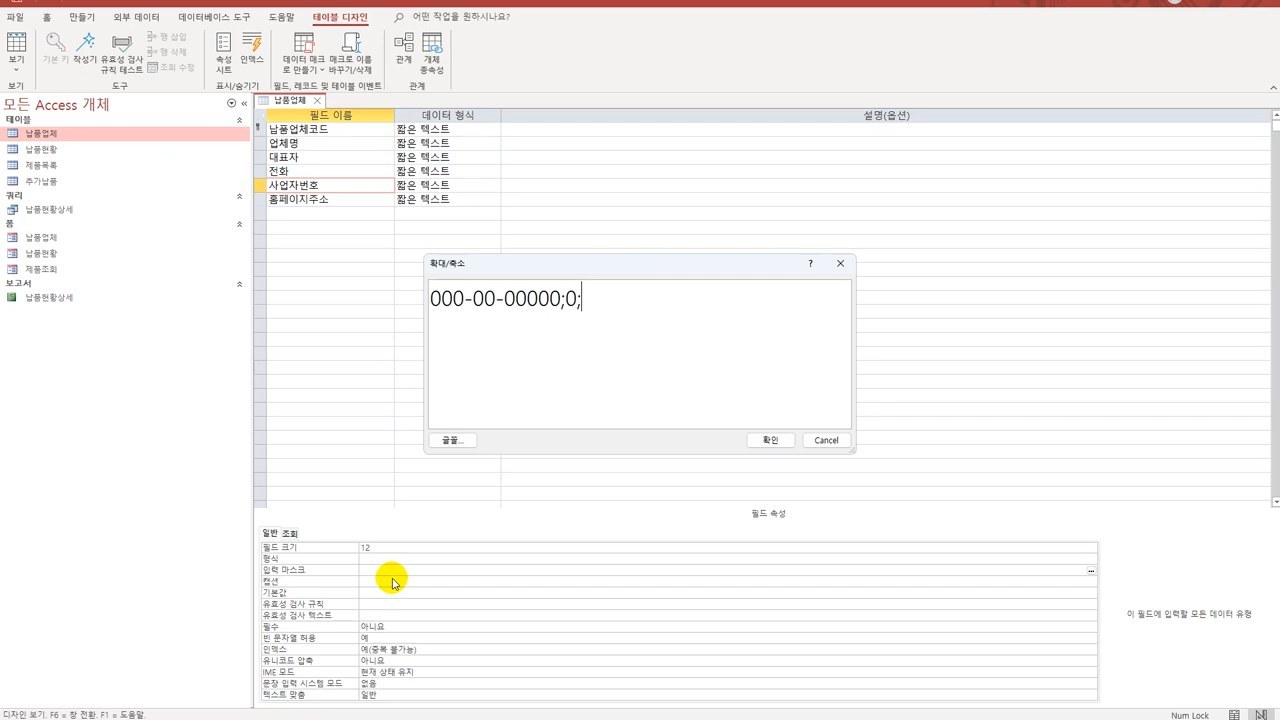 파일 홈 만들기 외부 데이터 데이터베이스 도구 도움말 테이블 디자인 어떤 작업을 원하시나요?
보기 기본 키 작성기 유효성 검사 규칙 테스트 행 삽입 행 삭제 조회 수정 속성 시트 인덱스 데이터 매크로 만들기 매크로 이름 바꾸기/삭제 관계 개체 종속성
보기 도구 표시/숨기기 필드, 레코드 및 테이블 이벤트 관계
모든 Access 개체
테이블
납품업체
납품현황
제품목록
추가납품
쿼리
납품현황상세
폼
납품업체
납품현황
제품조회
보고서
납품현황상세
납품업체
필드 이름 데이터 형식 설명(옵션)
납품업체코드 짧은 텍스트
업체명 짧은 텍스트
대표자 짧은 텍스트
전화 짧은 텍스트
사업자번호 짧은 텍스트
홈페이지주소 짧은 텍스트
확대/축소 ?
000-00-00000;0;
글꼴... 확인 Cancel
필드 속성
일반 조회
필드 크기 12
형식
입력 마스크 ...
캡션
기본값
유효성 검사 규칙
유효성 검사 텍스트
필수 아니요
빈 문자열 허용 예
인덱스 예(중복 불가능)
유니코드 압축 아니요
IME 모드 현재 상태 유지
문장 입력 시스템 모드 없음
텍스트 맞춤 일반
이 필드에 입력할 모든 데이터 유형
디자인 보기. F6 = 창 전환. F1 = 도움말. Num Lock